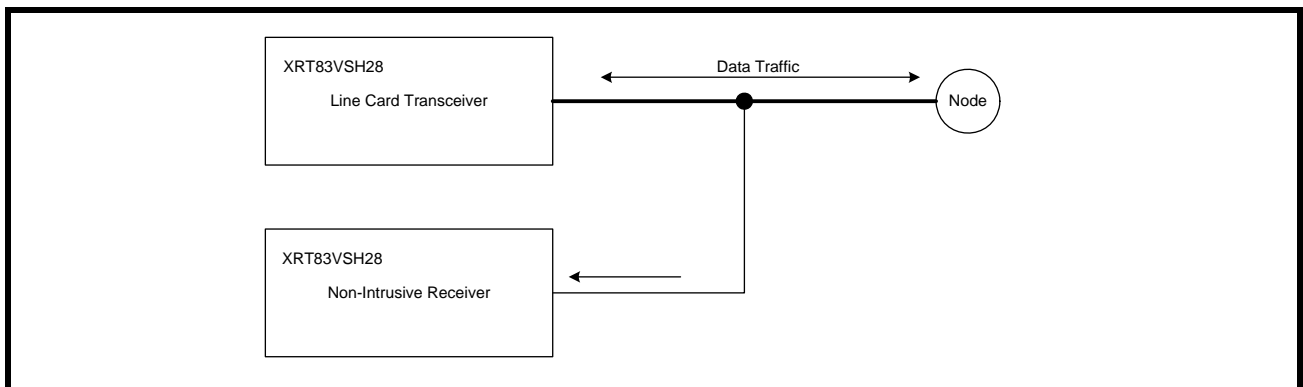 XRT83VSH28
Line Card Transceiver
Data Traffic
Node
XRT83VSH28
Non-Intrusive Receiver